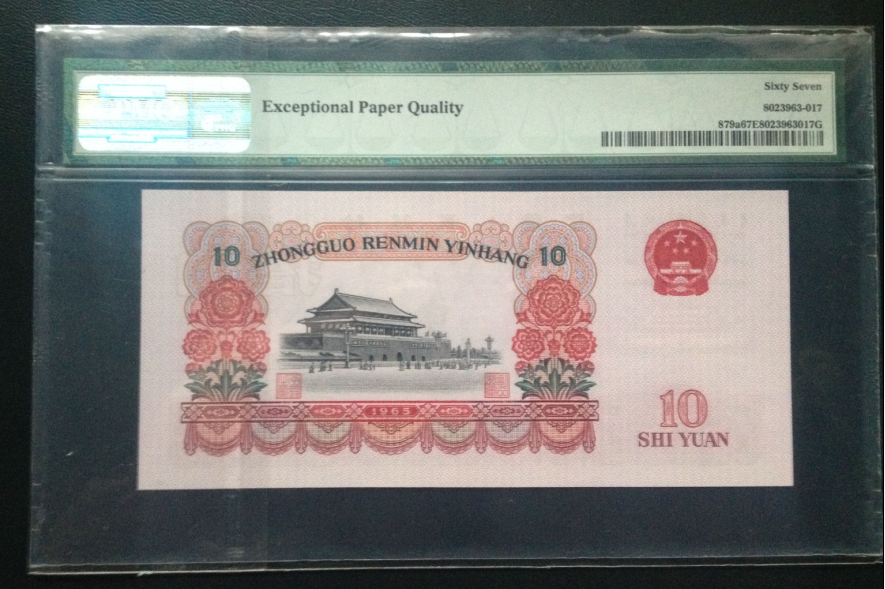 Exceptional Paper Quality
Sixty Seven
8023963-017
879a67E8023963017G
10 ZHONGGUO RENMIN YINHANG 10
1965
10
SHI YUAN